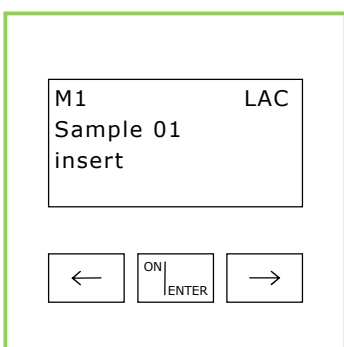 M1 LAC
Sample 01
insert
← ON ENTER →